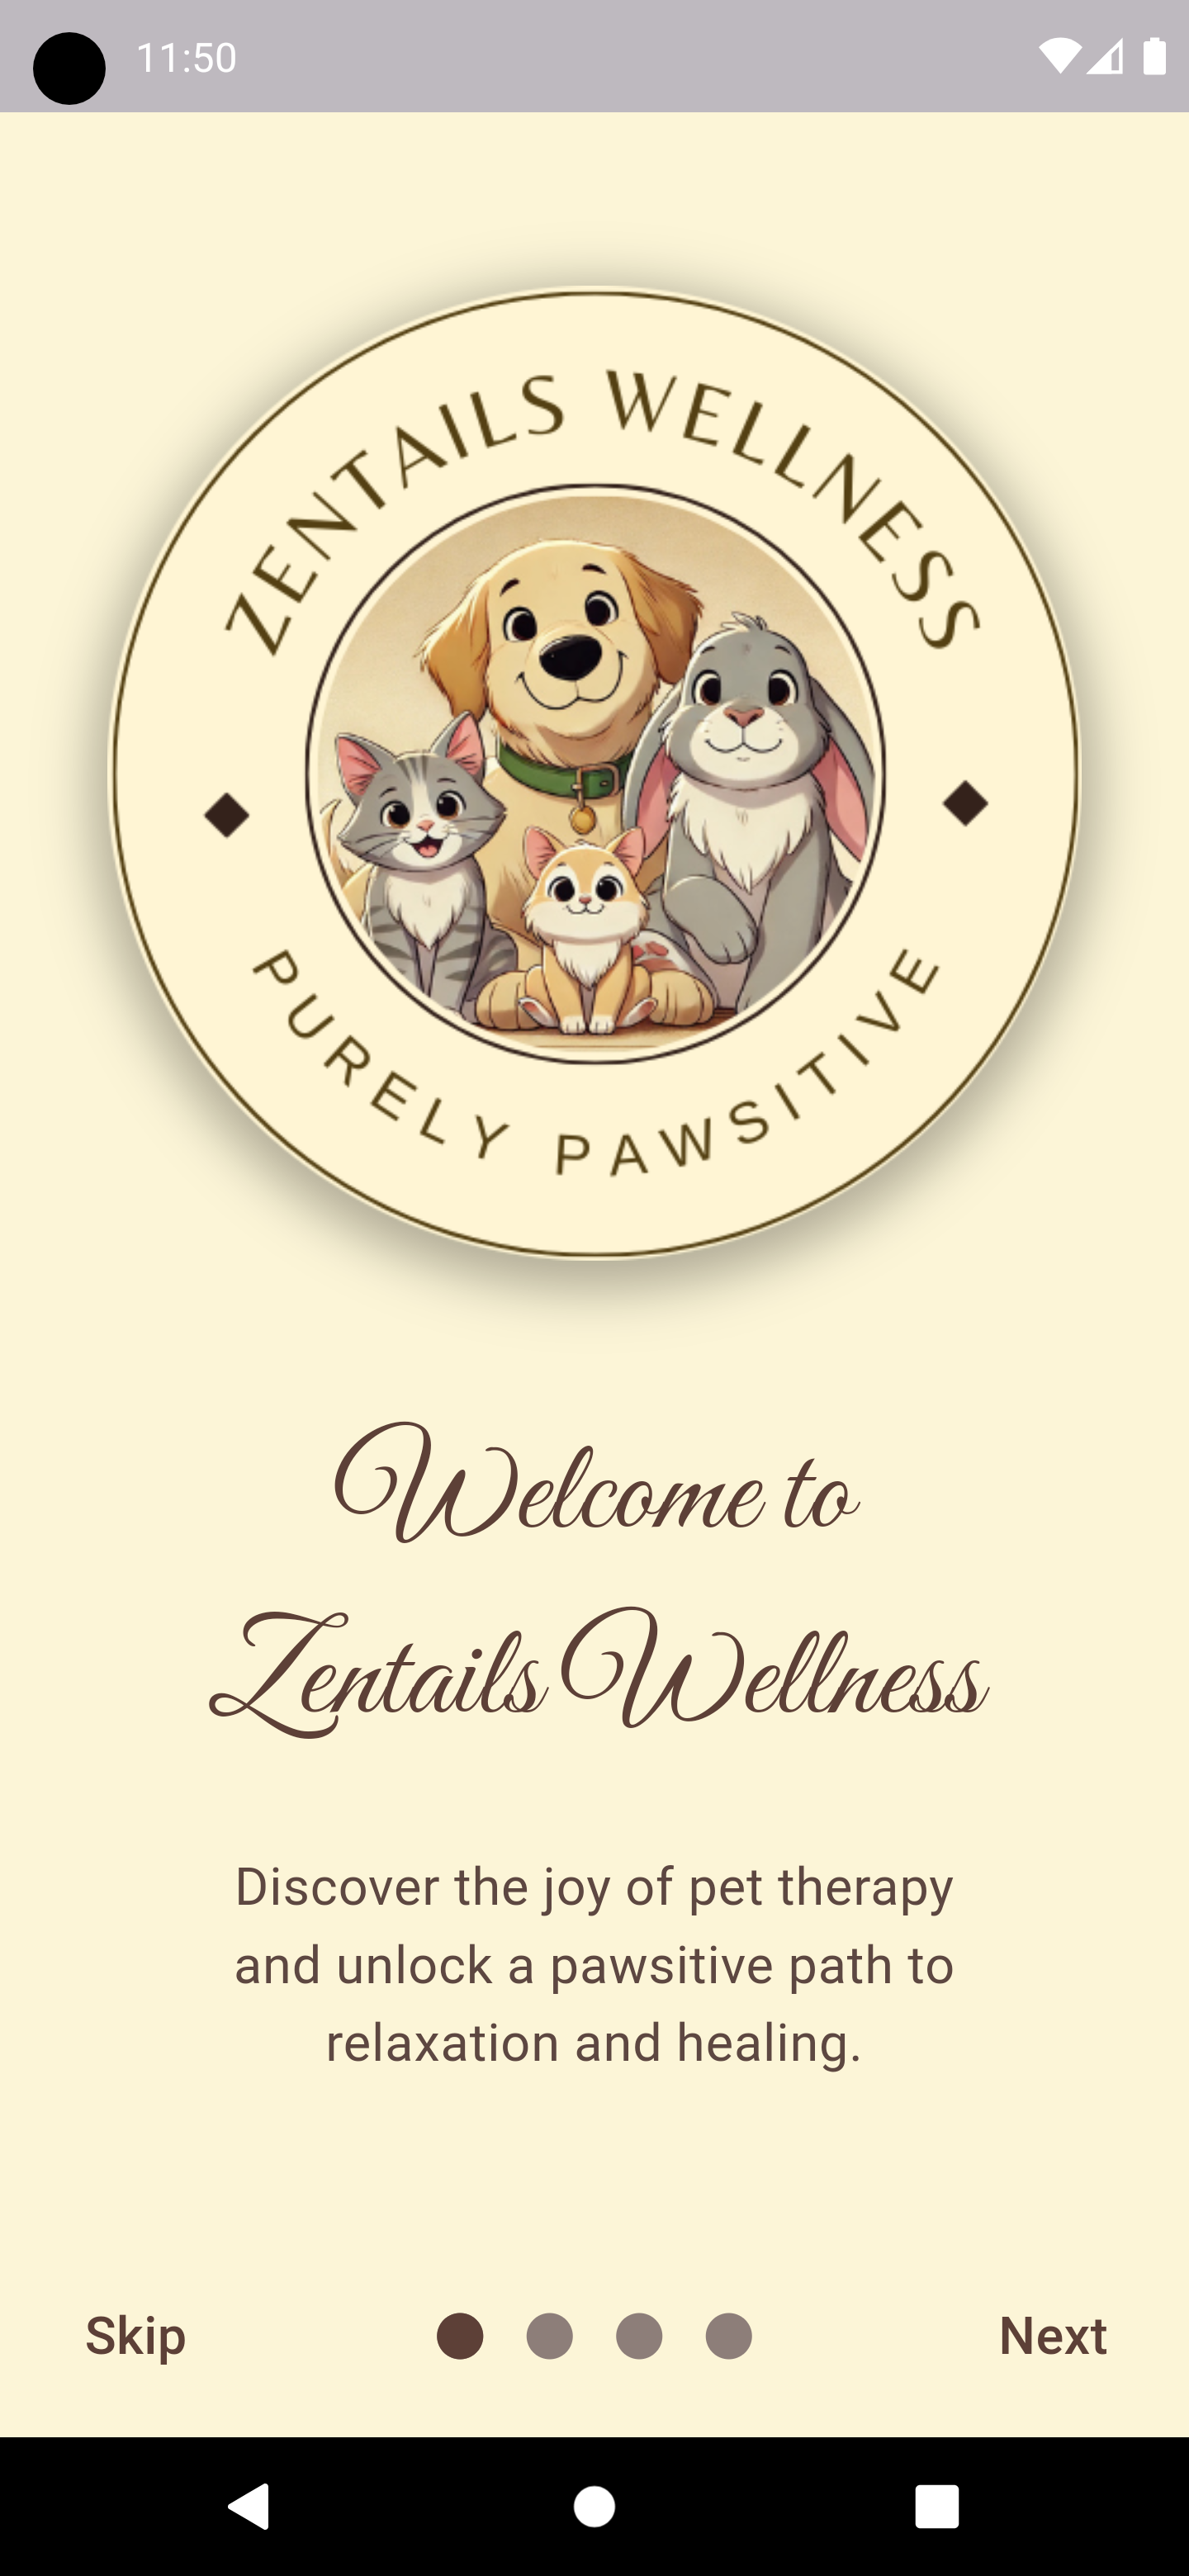 11:50
ZENTAILS WELLNESS
PURELY PAWSITIVE
Welcome to
Zentails Wellness
Discover the joy of pet therapy
and unlock a pawsitive path to
relaxation and healing.
Skip
Next